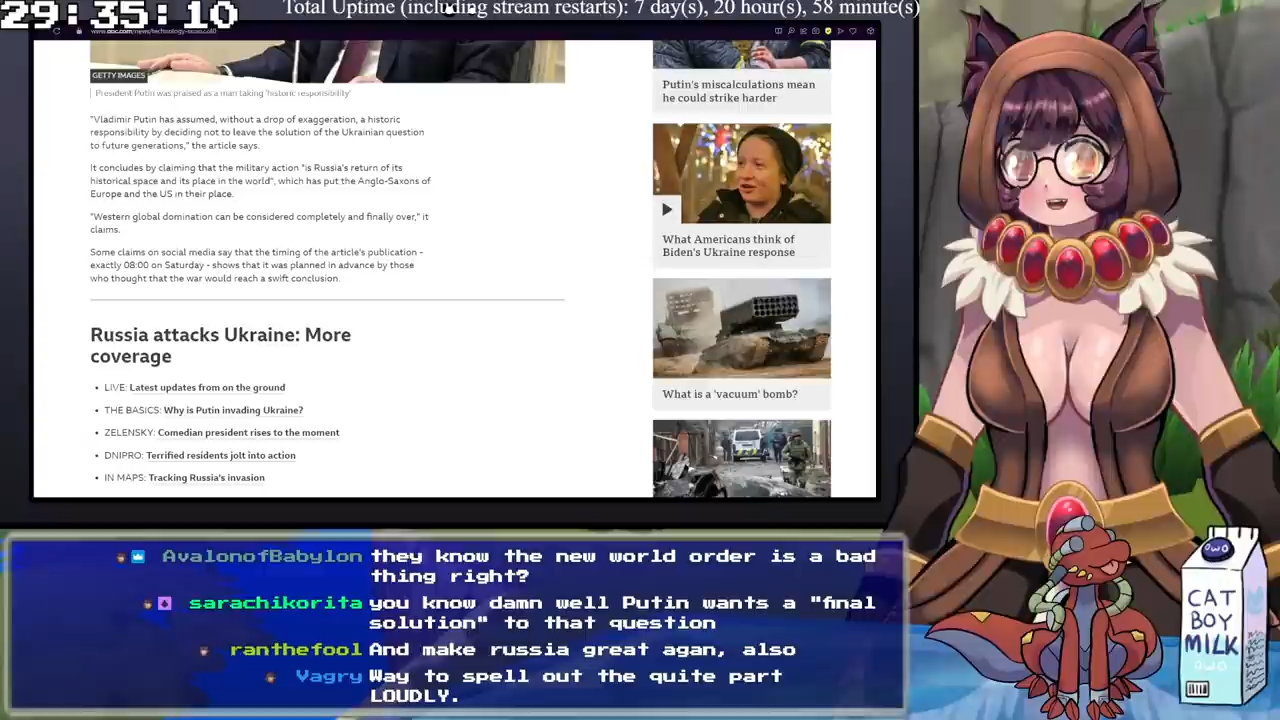 29:35:10
Total Uptime (including stream restarts): 7 day(s), 20 hour(s), 58 minute(s)
GETTY IMAGES
President Putin was praised as a man taking 'historic responsibility'
"Vladimir Putin has assumed, without a drop of exaggeration, a historic
responsibility by deciding not to leave the solution of the Ukrainian question
to future generations," the article says.
It concludes by claiming that the military action "is Russia's return of its
historical space and its place in the world", which has put the Anglo-Saxons of
Europe and the US in their place.
"Western global domination can be considered completely and finally over," it
claims.
Some claims on social media say that the timing of the article's publication -
exactly 08:00 on Saturday - shows that it was planned in advance by those
who thought that the war would reach a swift conclusion.
Russia attacks Ukraine: More
coverage
• LIVE: Latest updates from on the ground
• THE BASICS: Why is Putin invading Ukraine?
• ZELENSKY: Comedian president rises to the moment
• DNIPRO: Terrified residents jolt into action
• IN MAPS: Tracking Russia's invasion
Putin's miscalculations mean
he could strike harder
What Americans think of
Biden's Ukraine response
What is a 'vacuum' bomb?
AvalonofBabylon they know the new world order is a bad
thing right?
sarachikorita you know damn well Putin wants a "final
solution" to that question
ranthefool And make russia great agan, also
Vagry Way to spell out the quite part
LOUDLY.
OWO
CAT
BOY
MILK
OWO